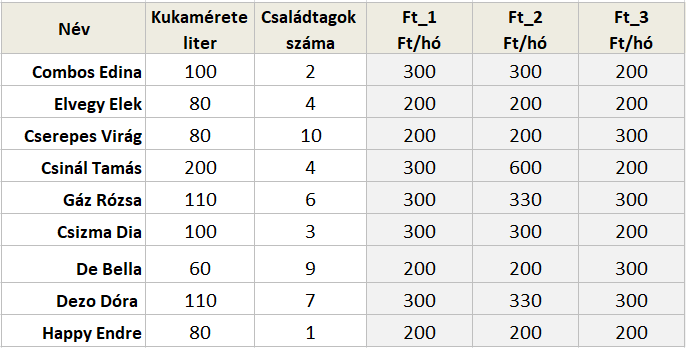 Név Kukamérete liter Családtagok száma Ft_1 Ft/hó Ft_2 Ft/hó Ft_3 Ft/hó
Combos Edina 100 2 300 300 200
Elvegy Elek 80 4 200 200 200
Cserepes Virág 80 10 200 200 300
Csinál Tamás 200 4 300 600 200
Gáz Rózsa 110 6 300 330 300
Csizma Dia 100 3 300 300 200
De Bella 60 9 200 200 300
Dezo Dóra 110 7 300 330 300
Happy Endre 80 1 200 200 200